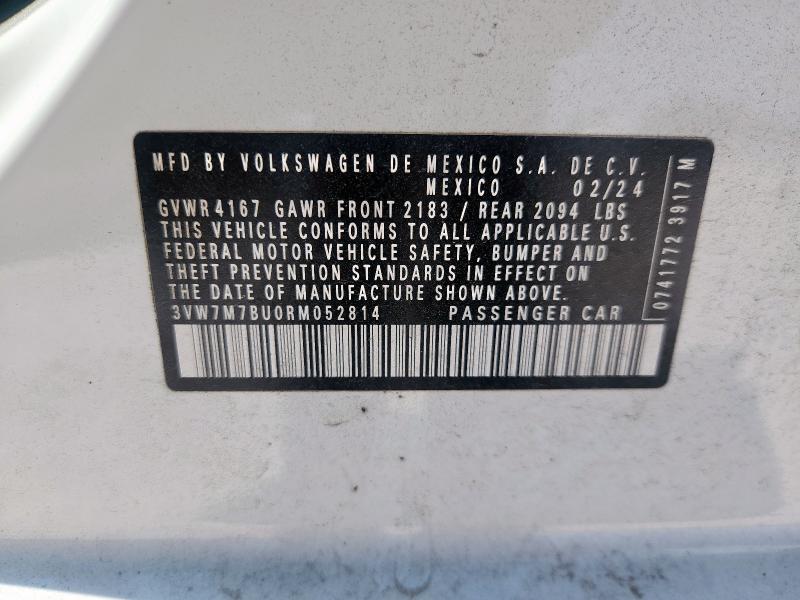 MFD BY VOLKSWAGEN DE MEXICO S.A. DE C.V.
MEXICO 02/24
GVWR 4167 GAWR FRONT 2183 / REAR 2094 LBS
THIS VEHICLE CONFORMS TO ALL APPLICABLE U.S.
FEDERAL MOTOR VEHICLE SAFETY, BUMPER AND
THEFT PREVENTION STANDARDS IN EFFECT ON
THE DATE OF MANUFACTURE SHOWN ABOVE.
3VW7M7BU0RM052814 PASSENGER CAR
0741772 3917 M